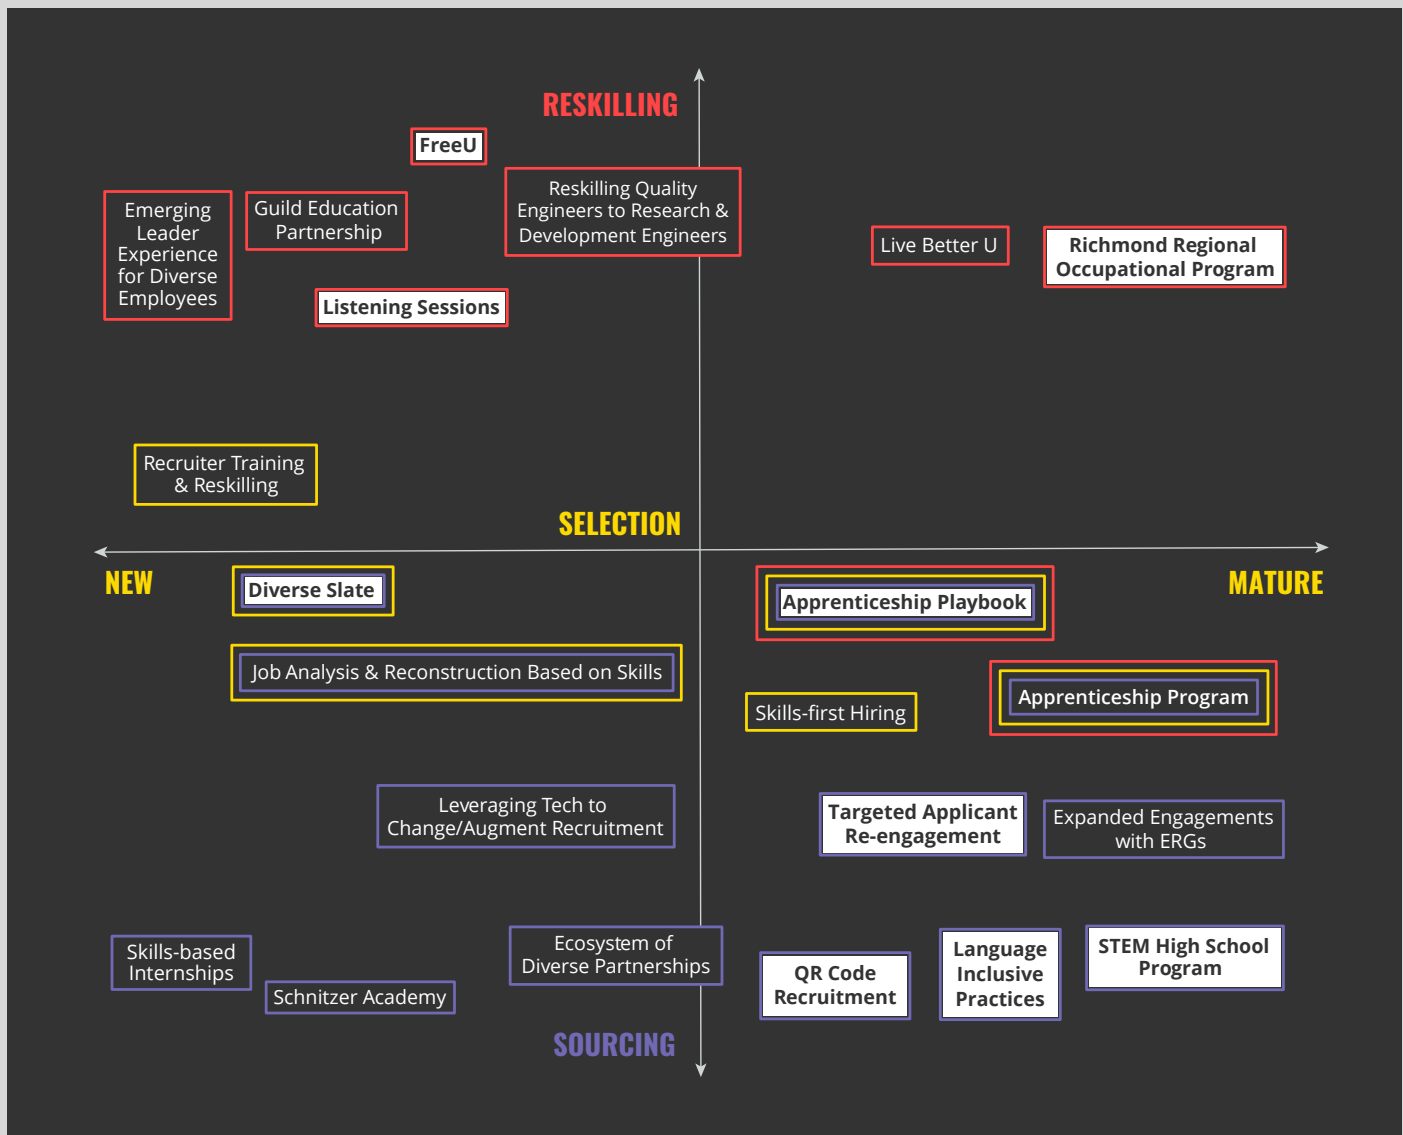 RESKILLING
FreeU
Emerging
Leader
Experience
for Diverse
Employees
Guild Education
Partnership
Reskilling Quality
Engineers to Research &
Development Engineers
Live Better U
Richmond Regional
Occupational Program
Listening Sessions
Recruiter Training
& Reskilling
SELECTION
NEW
MATURE
Diverse Slate
Apprenticeship Playbook
Job Analysis & Reconstruction Based on Skills
Skills-first Hiring
Apprenticeship Program
Leveraging Tech to
Change/Augment Recruitment
Targeted Applicant
Re-engagement
Expanded Engagements
with ERGs
Skills-based
Internships
Schnitzer Academy
Ecosystem of
Diverse Partnerships
QR Code
Recruitment
Language
Inclusive
Practices
STEM High School
Program
SOURCING